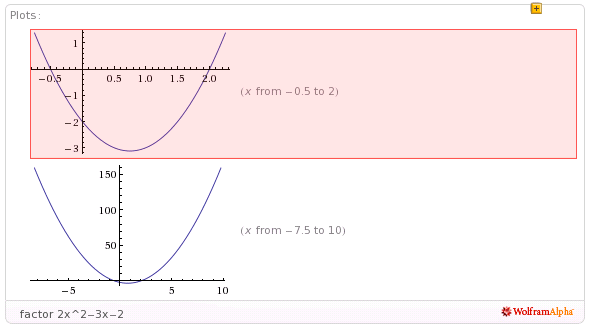 Plots:
1
−0.5 0.5 1.0 1.5 2.0
−1
−2
−3
(x from −0.5 to 2)
150
100
50
−5 5 10
(x from −7.5 to 10)
factor 2x^2−3x−2
WolframAlpha